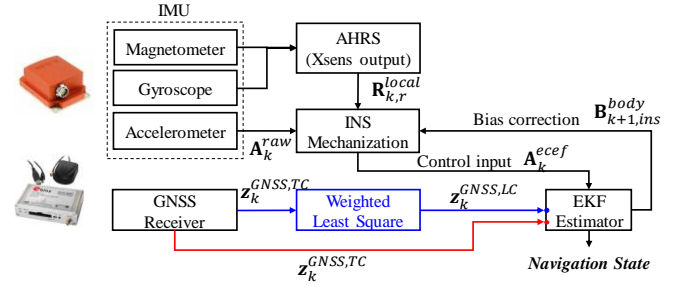 IMU
Magnetometer
Gyroscope
Accelerometer
AHRS
(Xsens output)
R_{k,r}^{local}
A_k^{raw}
INS
Mechanization
Bias correction
B_{k+1,ins}^{body}
Control input
A_k^{ecef}
GNSS
Receiver
z_k^{GNSS,TC}
Weighted
Least Square
z_k^{GNSS,LC}
EKF
Estimator
z_k^{GNSS,TC}
Navigation State